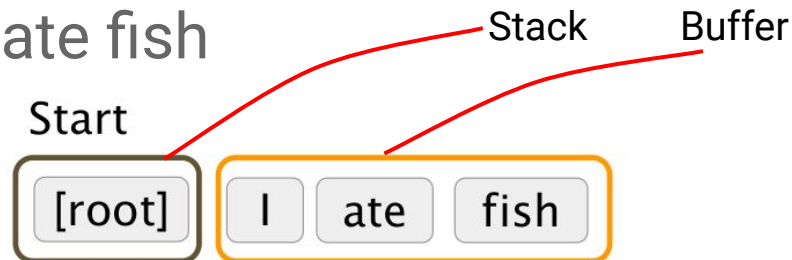 ate fish
Stack Buffer
Start
[root] I ate fish